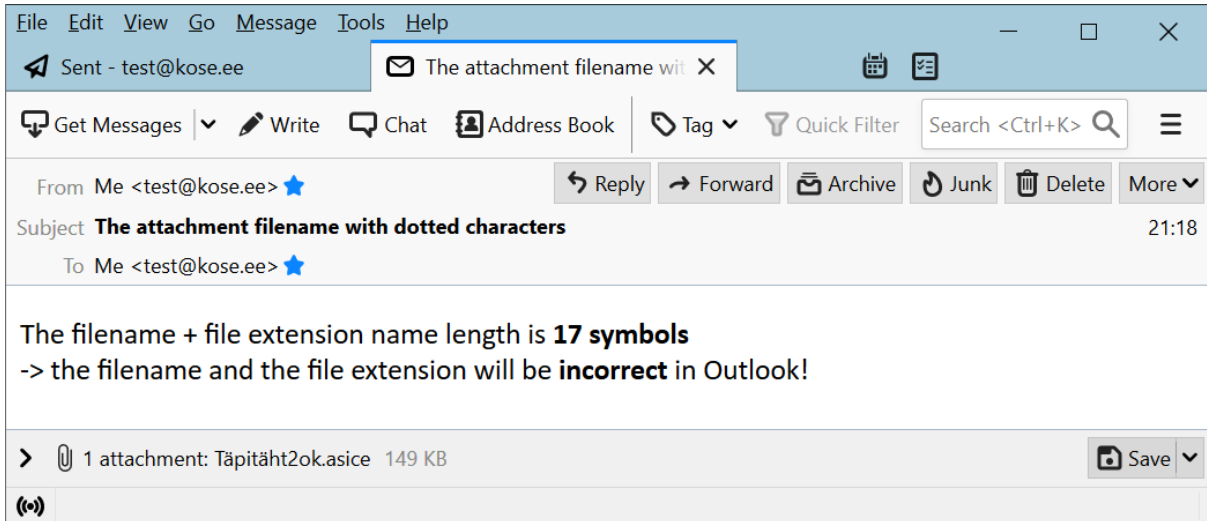 File Edit View Go Message Tools Help
Sent - test@kose.ee The attachment filename wit
Get Messages Write Chat Address Book Tag Quick Filter Search <Ctrl+K>
From Me <test@kose.ee> Reply Forward Archive Junk Delete More
Subject The attachment filename with dotted characters 21:18
To Me <test@kose.ee>
The filename + file extension name length is 17 symbols
-> the filename and the file extension will be incorrect in Outlook!
1 attachment: Täpitäht2ok.asice 149 KB Save